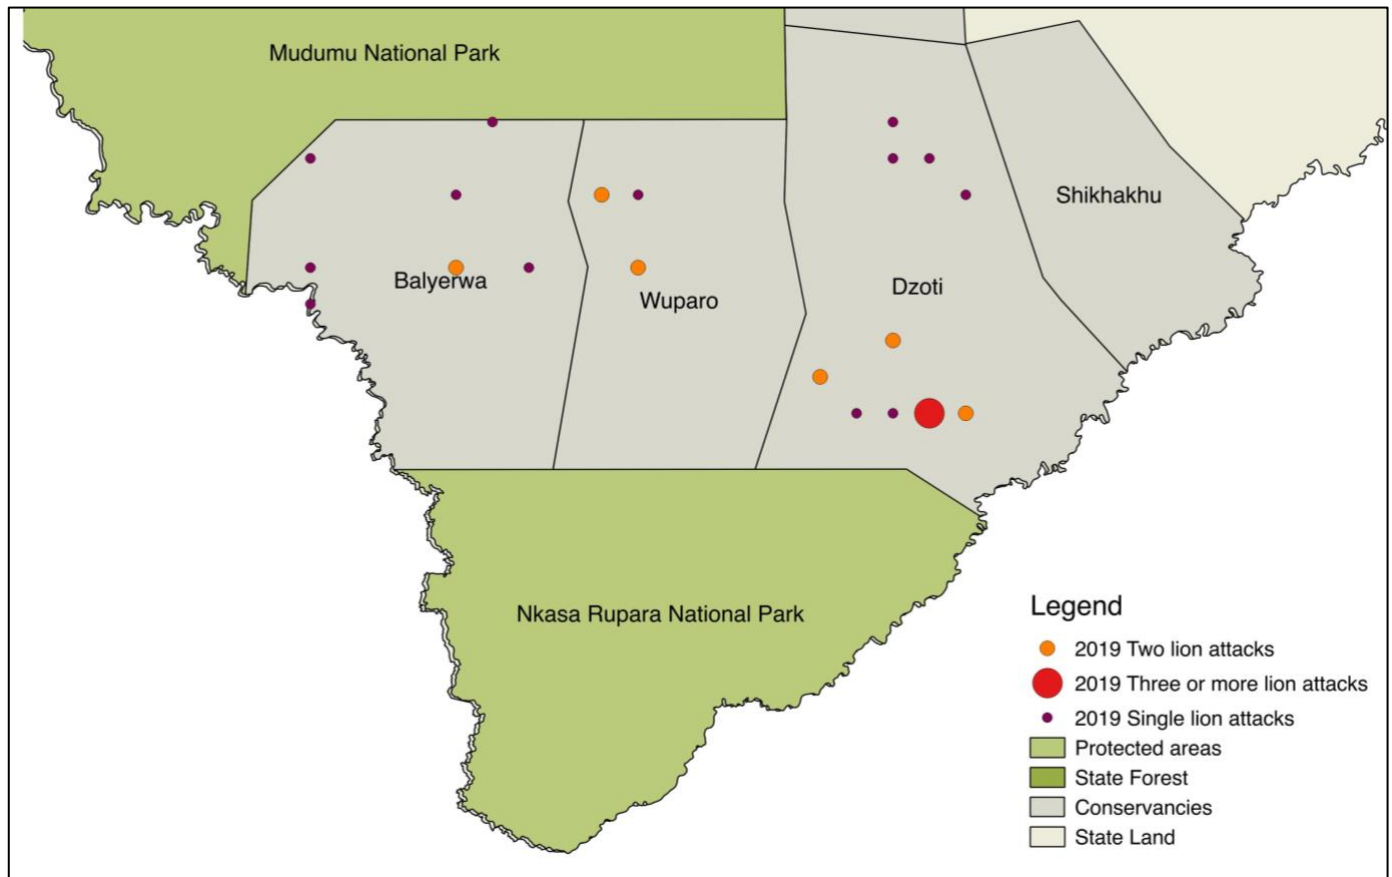 Mudumu National Park
Shikhakhu
Balyerwa
Dzoti
Wuparo
Nkasa Rupara National Park
Legend
2019 Two lion attacks
2019 Three or more lion attacks
2019 Single lion attacks
Protected areas
State Forest
Conservancies
State Land